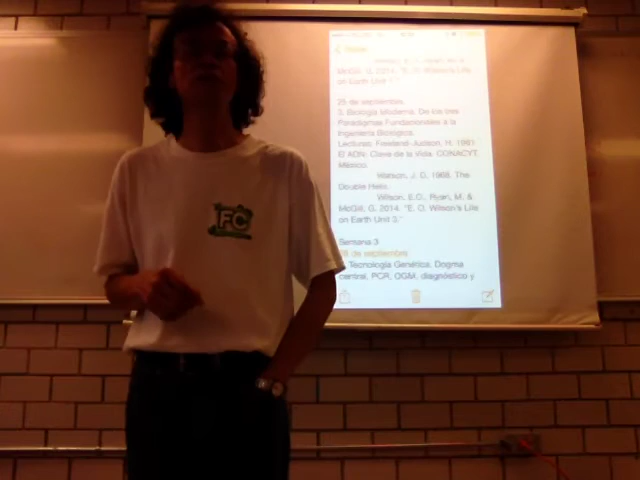 FC
McGill, G. 2014. "E. O. Wilson's Life
on Earth Unit
25 de septiembre.
3. Biología Moderna. De los tres
Paradigmas Fundamentales a la
Ingeniería Biológica.
Lecturas: Freeland-Judson, H. 1981
El ADN: Clave de la Vida. CONACYT
México.
Watson, J. D. 1968. The
Double Helix.
Wilson, E.O., Ryan, M. &
McGill, G. 2014. "E. O. Wilson's Life
on Earth Unit 3."
Semana 3
de septiembre
Tecnología Genética, Dogma
central, PCR, OGM, diagnóstico y